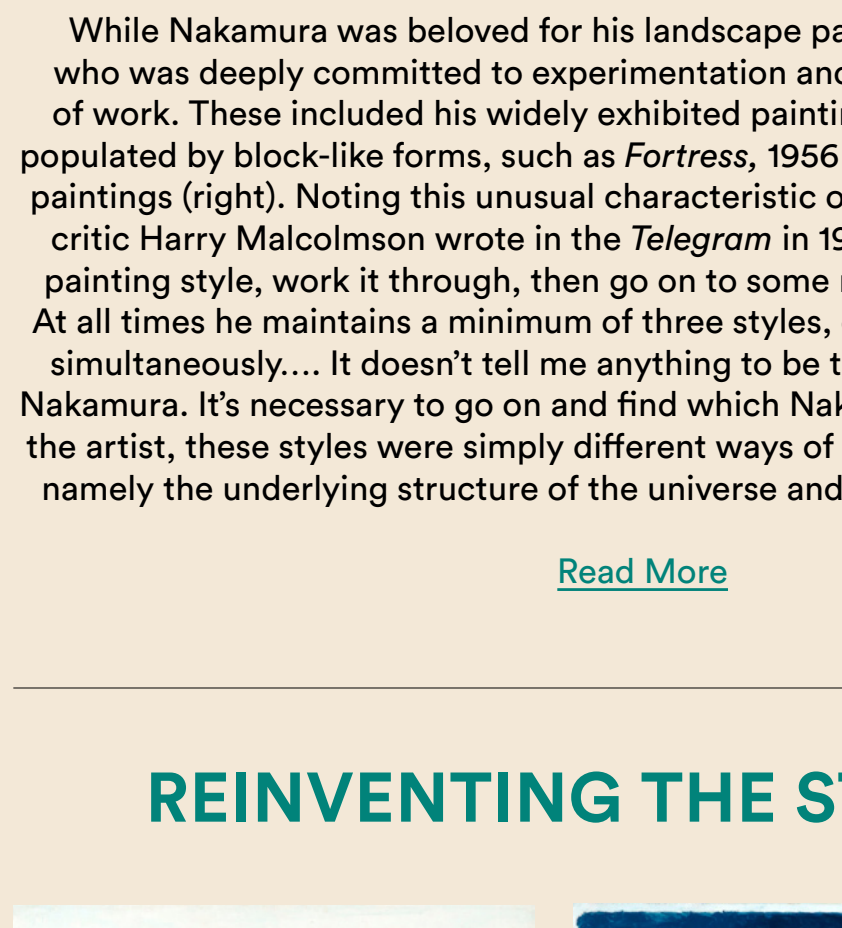 While Nakamura was beloved for his landscape
who was deeply committed to experimentation
of work. These included his widely exhibited
populated by block-like forms, such as Fortress, 1956
paintings (right). Noting this unusual characteristic
critic Harry Malcolmson wrote in the Telegram in
painting style, work it through, then go on to some
At all times he maintains a minimum of three styles,
simultaneously…. It doesn’t tell me anything to be
Nakamura. It’s necessary to go on and find which
the artist, these styles were simply different ways of
namely the underlying structure of the universe and
Read More
REINVENTING THE